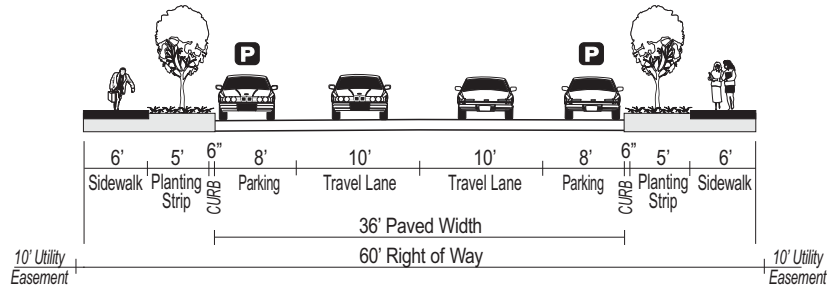 P P
6’ 5’ 6” 8’ 10’ 10’ 8’ 6” 5’ 6’
Sidewalk Planting Strip CURB Parking Travel Lane Travel Lane Parking CURB Planting Strip Sidewalk
36’ Paved Width
60’ Right of Way
10’ Utility Easement 10’ Utility Easement